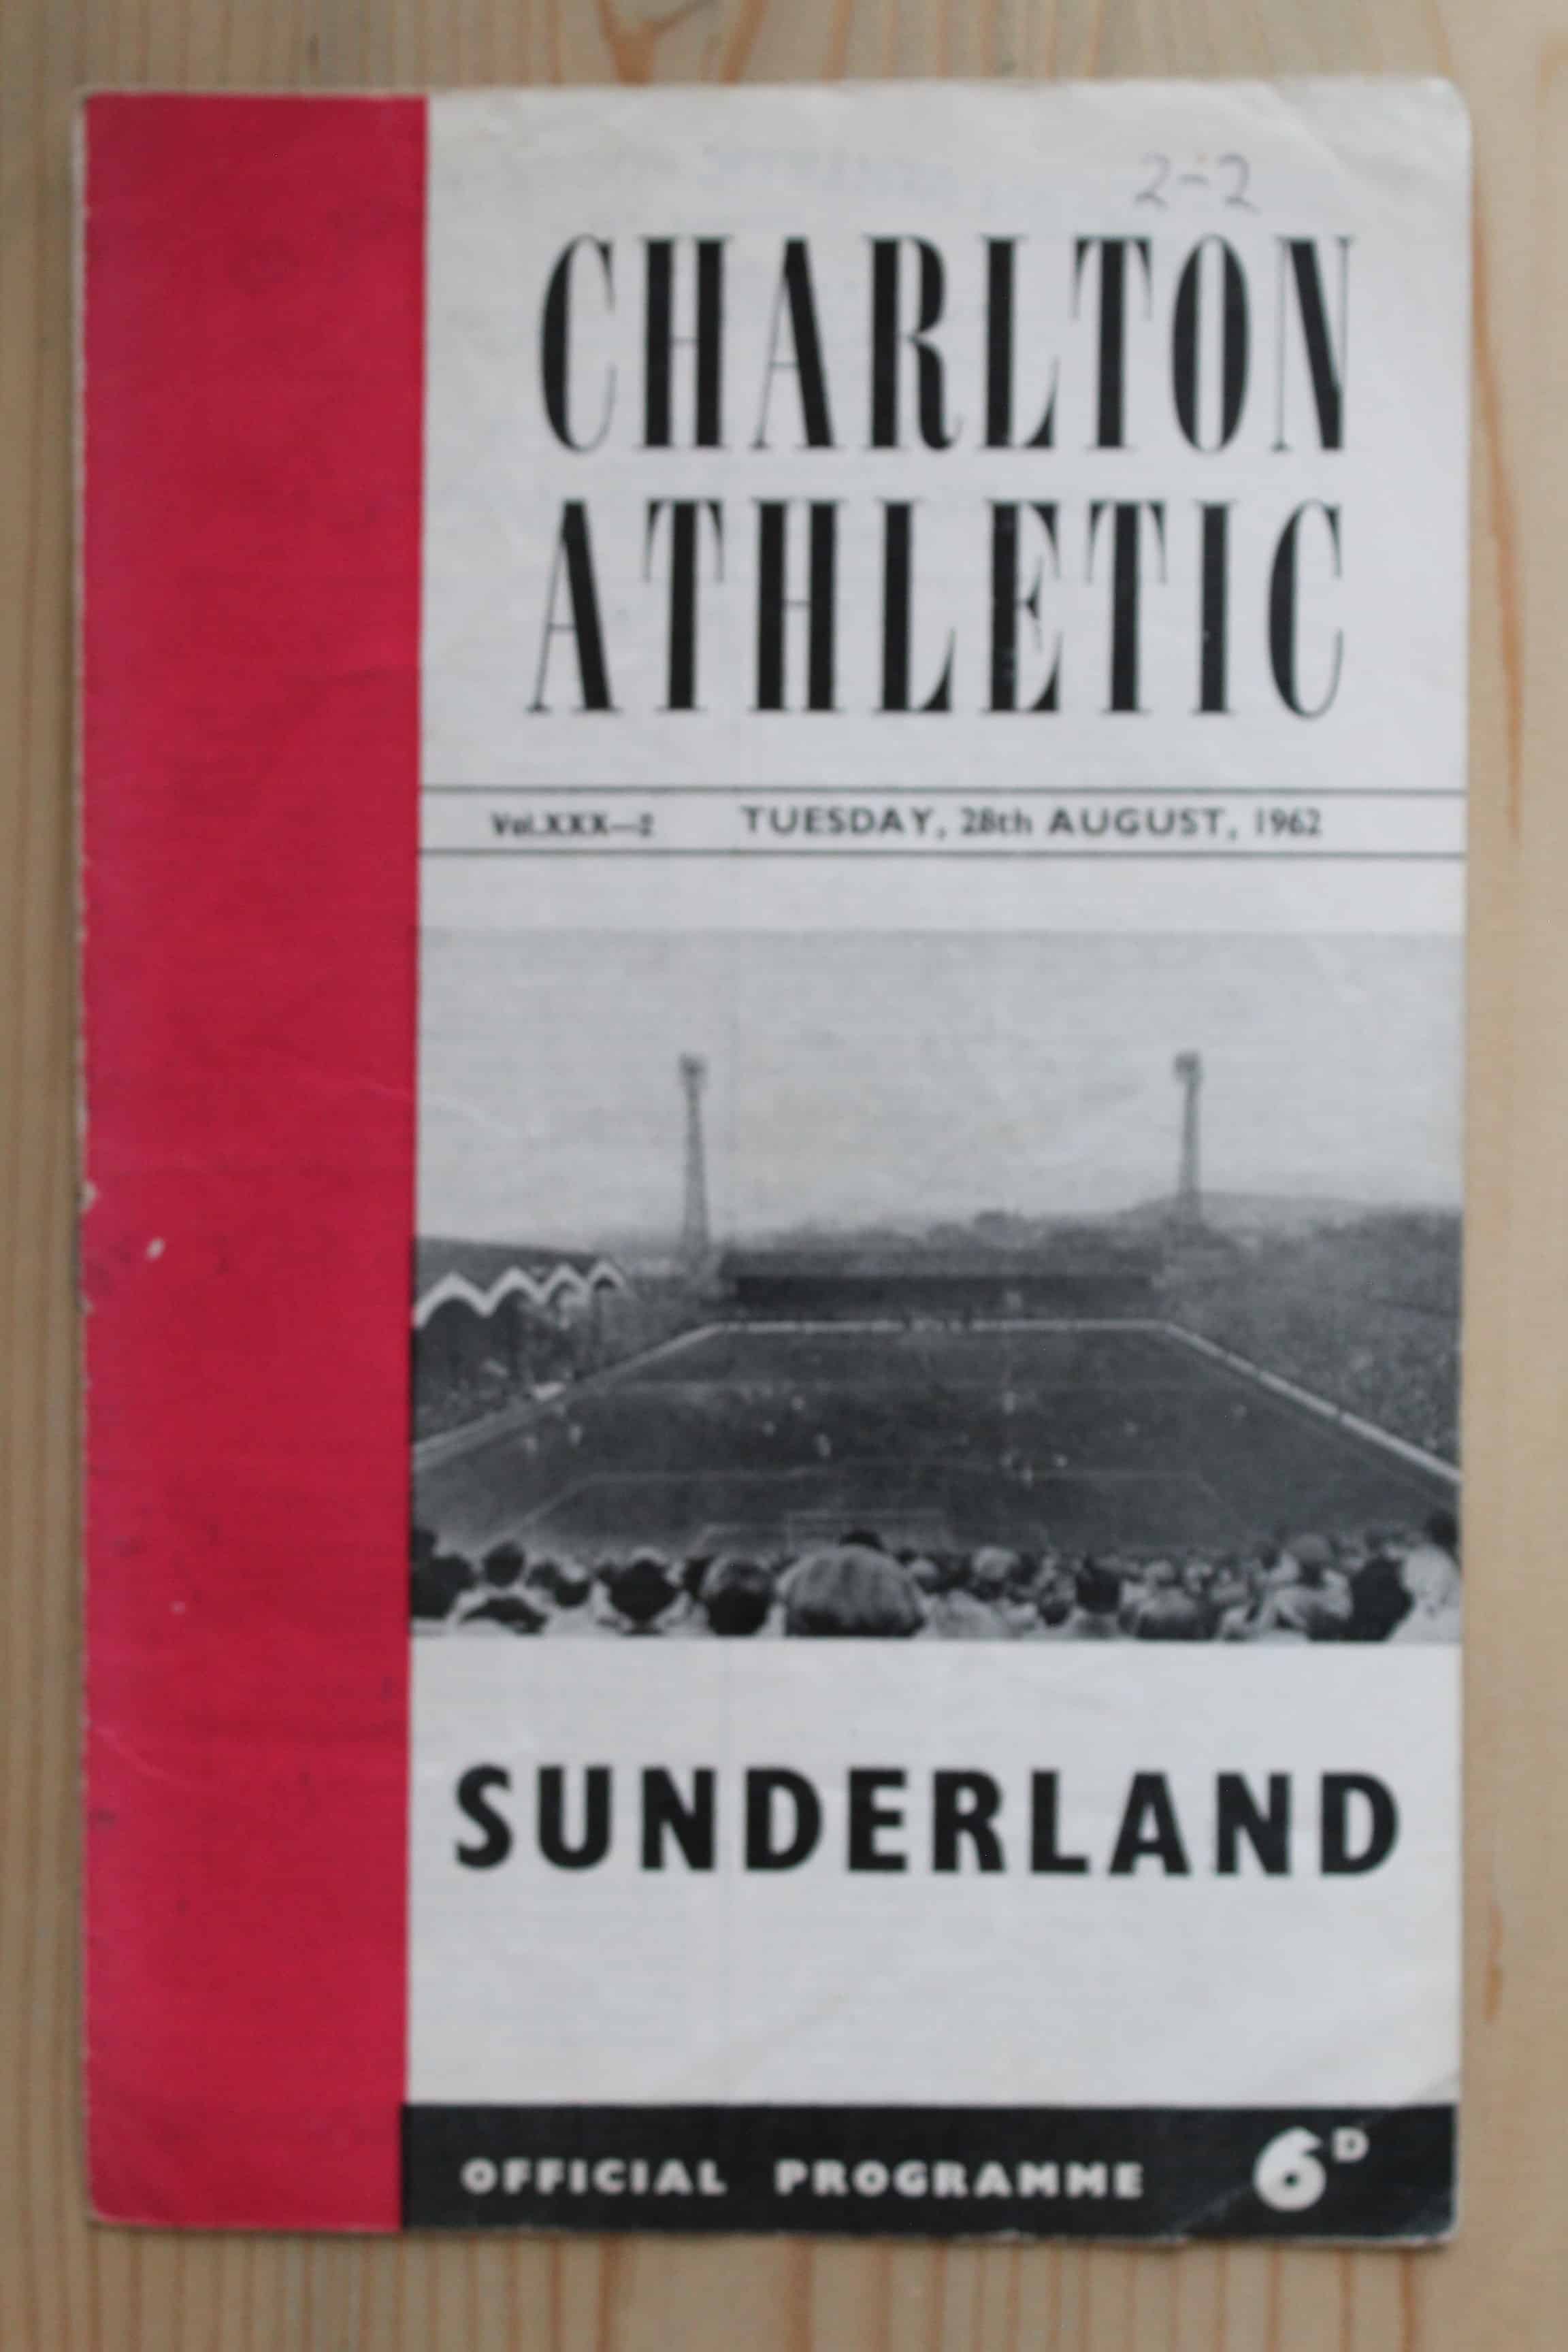 2-2
CHARLTON
ATHLETIC
Vol.XXX—2 TUESDAY, 28th AUGUST, 1962
SUNDERLAND
OFFICIAL PROGRAMME 6D